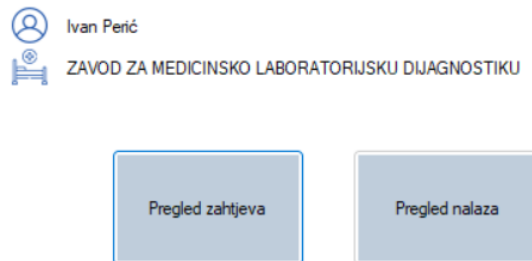 Ivan Perić
ZAVOD ZA MEDICINSKO LABORATORIJSKU DIJAGNOSTIKU
Pregled zahtjeva
Pregled nalaza